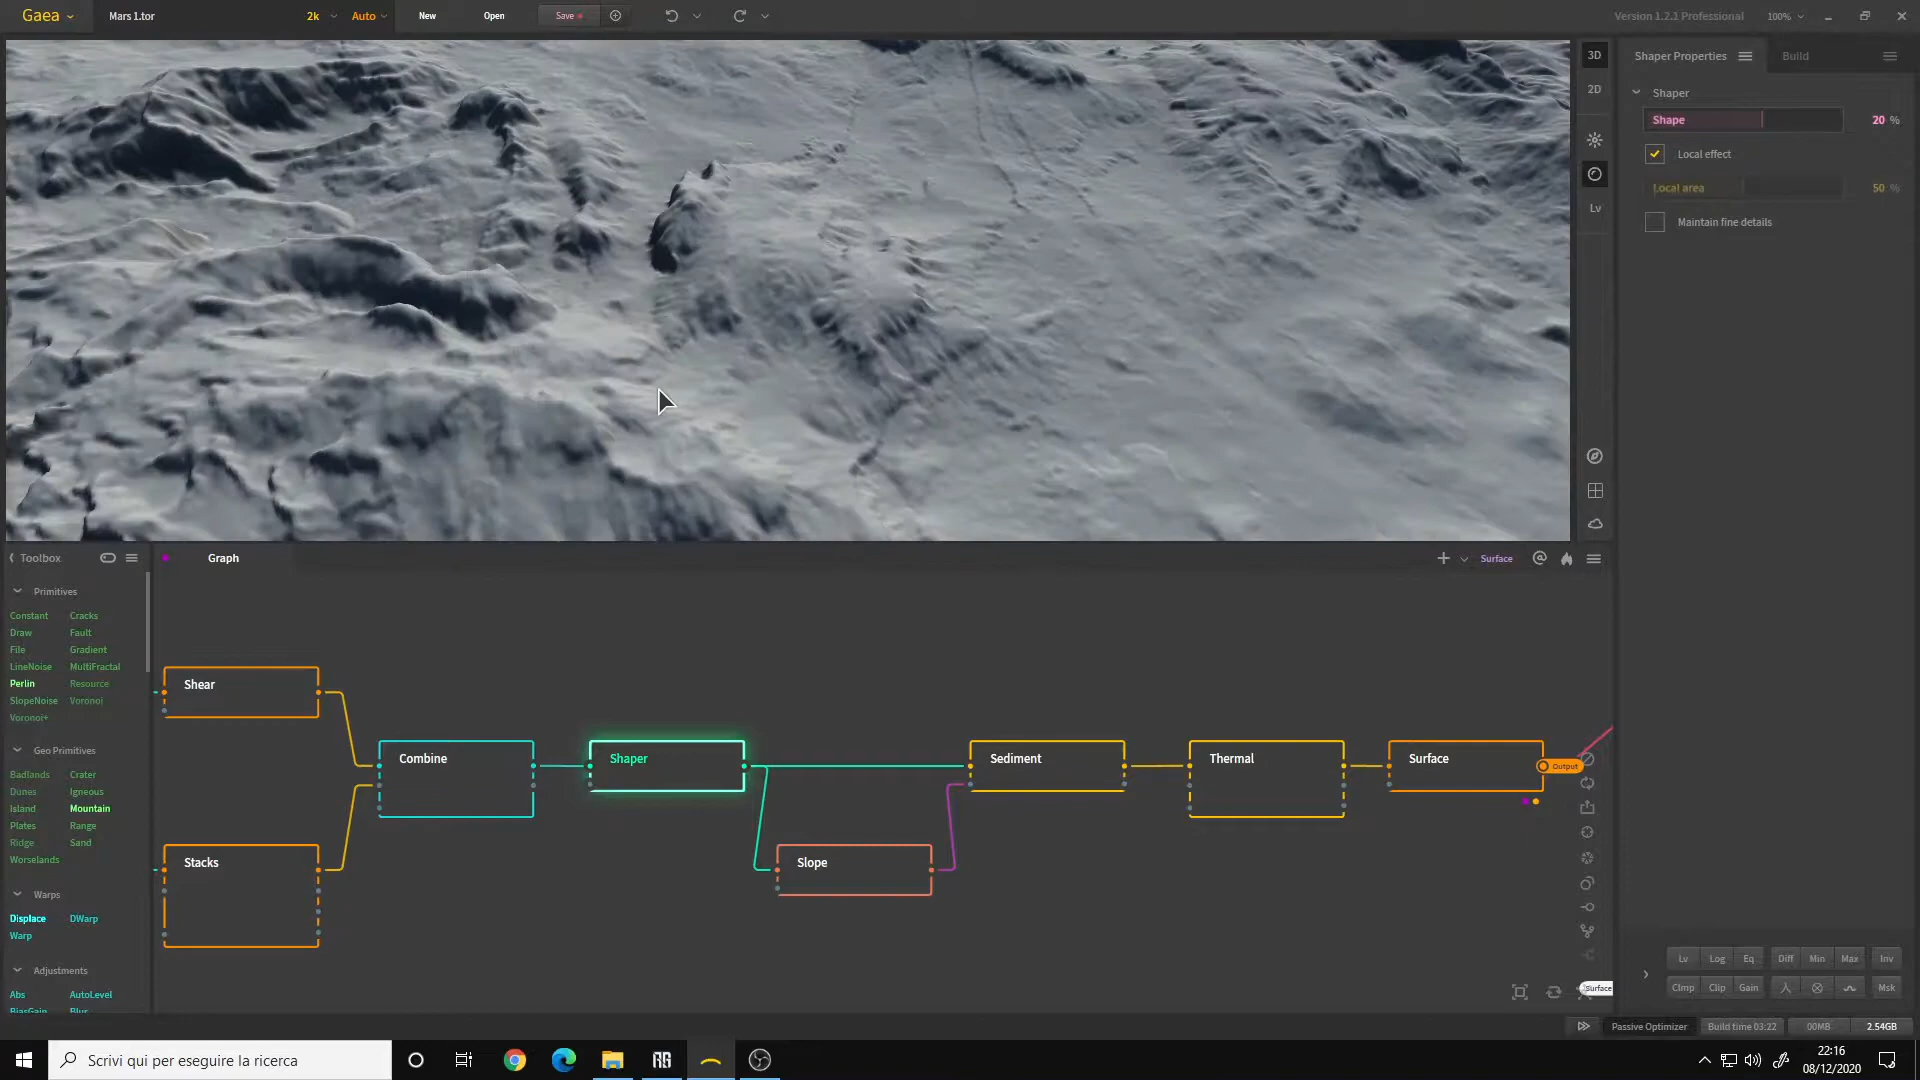 Gaea
Mars 1.tor
2k
Auto
New
Open
Save
Version 1.2.1 Professional
100%
3D
2D
Lv
Shaper Properties
Build
Shaper
Shape
20 %
Local effect
Local area
50 %
Maintain fine details
Toolbox
Graph
Surface
Primitives
Constant Cracks
Draw Fault
File Gradient
LineNoise MultiFractal
Perlin Resource
SlopeNoise Voronoi
Voronoi+
Geo Primitives
Badlands Crater
Dunes Igneous
Island Mountain
Plates Range
Ridge Sand
Worselands
Warps
Displace DWarp
Warp
Adjustments
Abs AutoLevel
BiasGain Blur
Shear
Combine
Shaper
Sediment
Thermal
Surface
Output
Stacks
Slope
Surface
Lv Log Eq Diff Min Max Inv
Clmp Clip Gain Msk
Passive Optimizer
Build time 03:22
00MB
2.54GB
Scrivi qui per eseguire la ricerca
22:16
08/12/2020